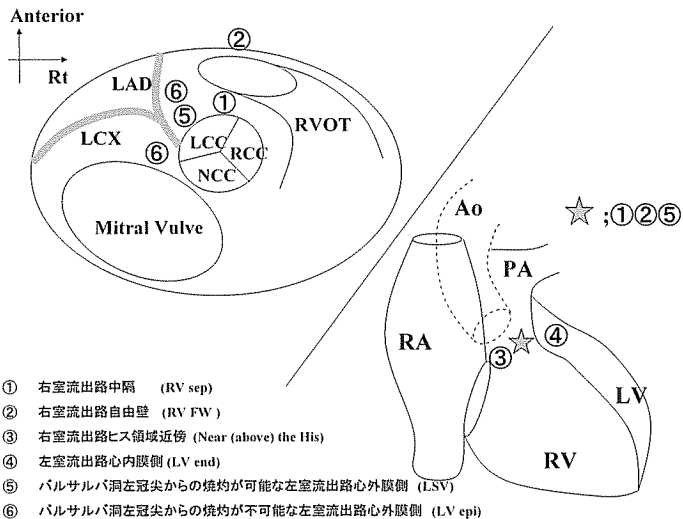 Anterior
Rt
②
LAD
⑥
⑤
①
LCX
⑥
LCC
RCC
NCC
RVOT
Mitral Vulve
Ao
;①②⑤
PA
RA
③
④
LV
RV
① 右室流出路中隔 (RV sep)
② 右室流出路自由壁 (RV FW)
③ 右室流出路ヒス領域近傍 (Near (above) the His)
④ 左室流出路心内膜側 (LV end)
⑤ バルサルバ洞左冠尖からの焼灼が可能な左室流出路心外膜側 (LSV)
⑥ バルサルバ洞左冠尖からの焼灼が不可能な左室流出路心外膜側 (LV epi)